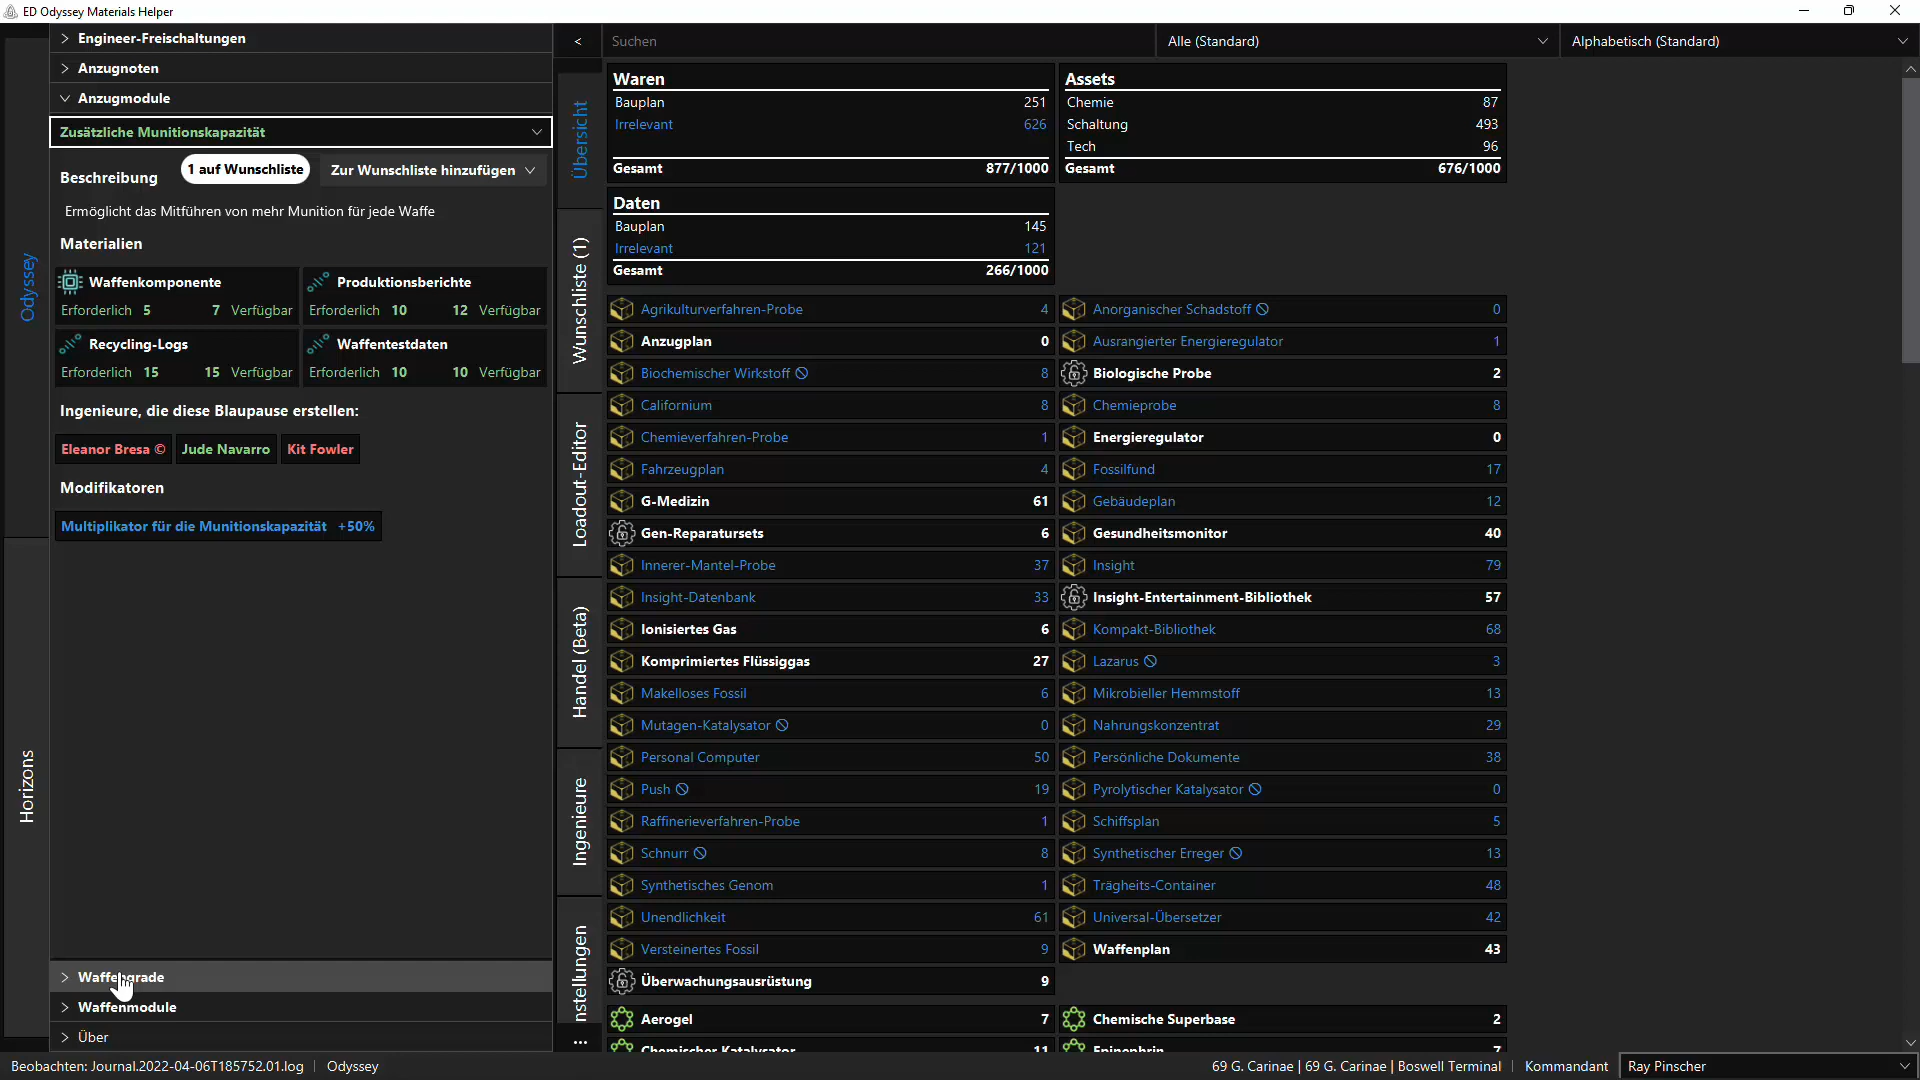 ED Odyssey Materials Helper
Odyssey
Horizons
Engineer-Freischaltungen
Anzugnoten
Anzugmodule
Zusätzliche Munitionskapazität
Beschreibung
1 auf Wunschliste
Zur Wunschliste hinzufügen
Ermöglicht das Mitführen von mehr Munition für jede Waffe
Materialien
Waffenkomponente
Erforderlich 5 7 Verfügbar
Produktionsberichte
Erforderlich 10 12 Verfügbar
Recycling-Logs
Erforderlich 15 15 Verfügbar
Waffentestdaten
Erforderlich 10 10 Verfügbar
Ingenieure, die diese Blaupause erstellen:
Eleanor Bresa © Jude Navarro Kit Fowler
Modifikatoren
Multiplikator für die Munitionskapazität +50%
Waffengrade
Waffenmodule
Über
<
Übersicht
Wunschliste (1)
Loadout-Editor
Handel (Beta)
Ingenieure
nstellungen
...
Suchen
Alle (Standard)
Alphabetisch (Standard)
Waren
Bauplan 251
Irrelevant 626
Gesamt 877/1000
Assets
Chemie 87
Schaltung 493
Tech 96
Gesamt 676/1000
Daten
Bauplan 145
Irrelevant 121
Gesamt 266/1000
Agrikulturverfahren-Probe 4
Anorganischer Schadstoff 0
Anzugplan 0
Ausrangierter Energieregulator 1
Biochemischer Wirkstoff 8
Biologische Probe 2
Californium 8
Chemieprobe 8
Chemieverfahren-Probe 1
Energieregulator 0
Fahrzeugplan 4
Fossilfund 17
G-Medizin 61
Gebäudeplan 12
Gen-Reparatursets 6
Gesundheitsmonitor 40
Innerer-Mantel-Probe 37
Insight 79
Insight-Datenbank 33
Insight-Entertainment-Bibliothek 57
Ionisiertes Gas 6
Kompakt-Bibliothek 68
Komprimiertes Flüssiggas 27
Lazarus 3
Makelloses Fossil 6
Mikrobieller Hemmstoff 13
Mutagen-Katalysator 0
Nahrungskonzentrat 29
Personal Computer 50
Persönliche Dokumente 38
Push 19
Pyrolytischer Katalysator 0
Raffinerieverfahren-Probe 1
Schiffsplan 5
Schnurr 8
Synthetischer Erreger 13
Synthetisches Genom 1
Trägheits-Container 48
Unendlichkeit 61
Universal-Übersetzer 42
Versteinertes Fossil 9
Waffenplan 43
Überwachungsausrüstung 9
Aerogel 7
Chemische Superbase 2
Chemischer Katalysator 11
Epinephrin 7
Beobachten: Journal.2022-04-06T185752.01.log
Odyssey
69 G. Carinae | 69 G. Carinae | Boswell Terminal
Kommandant
Ray Pinscher